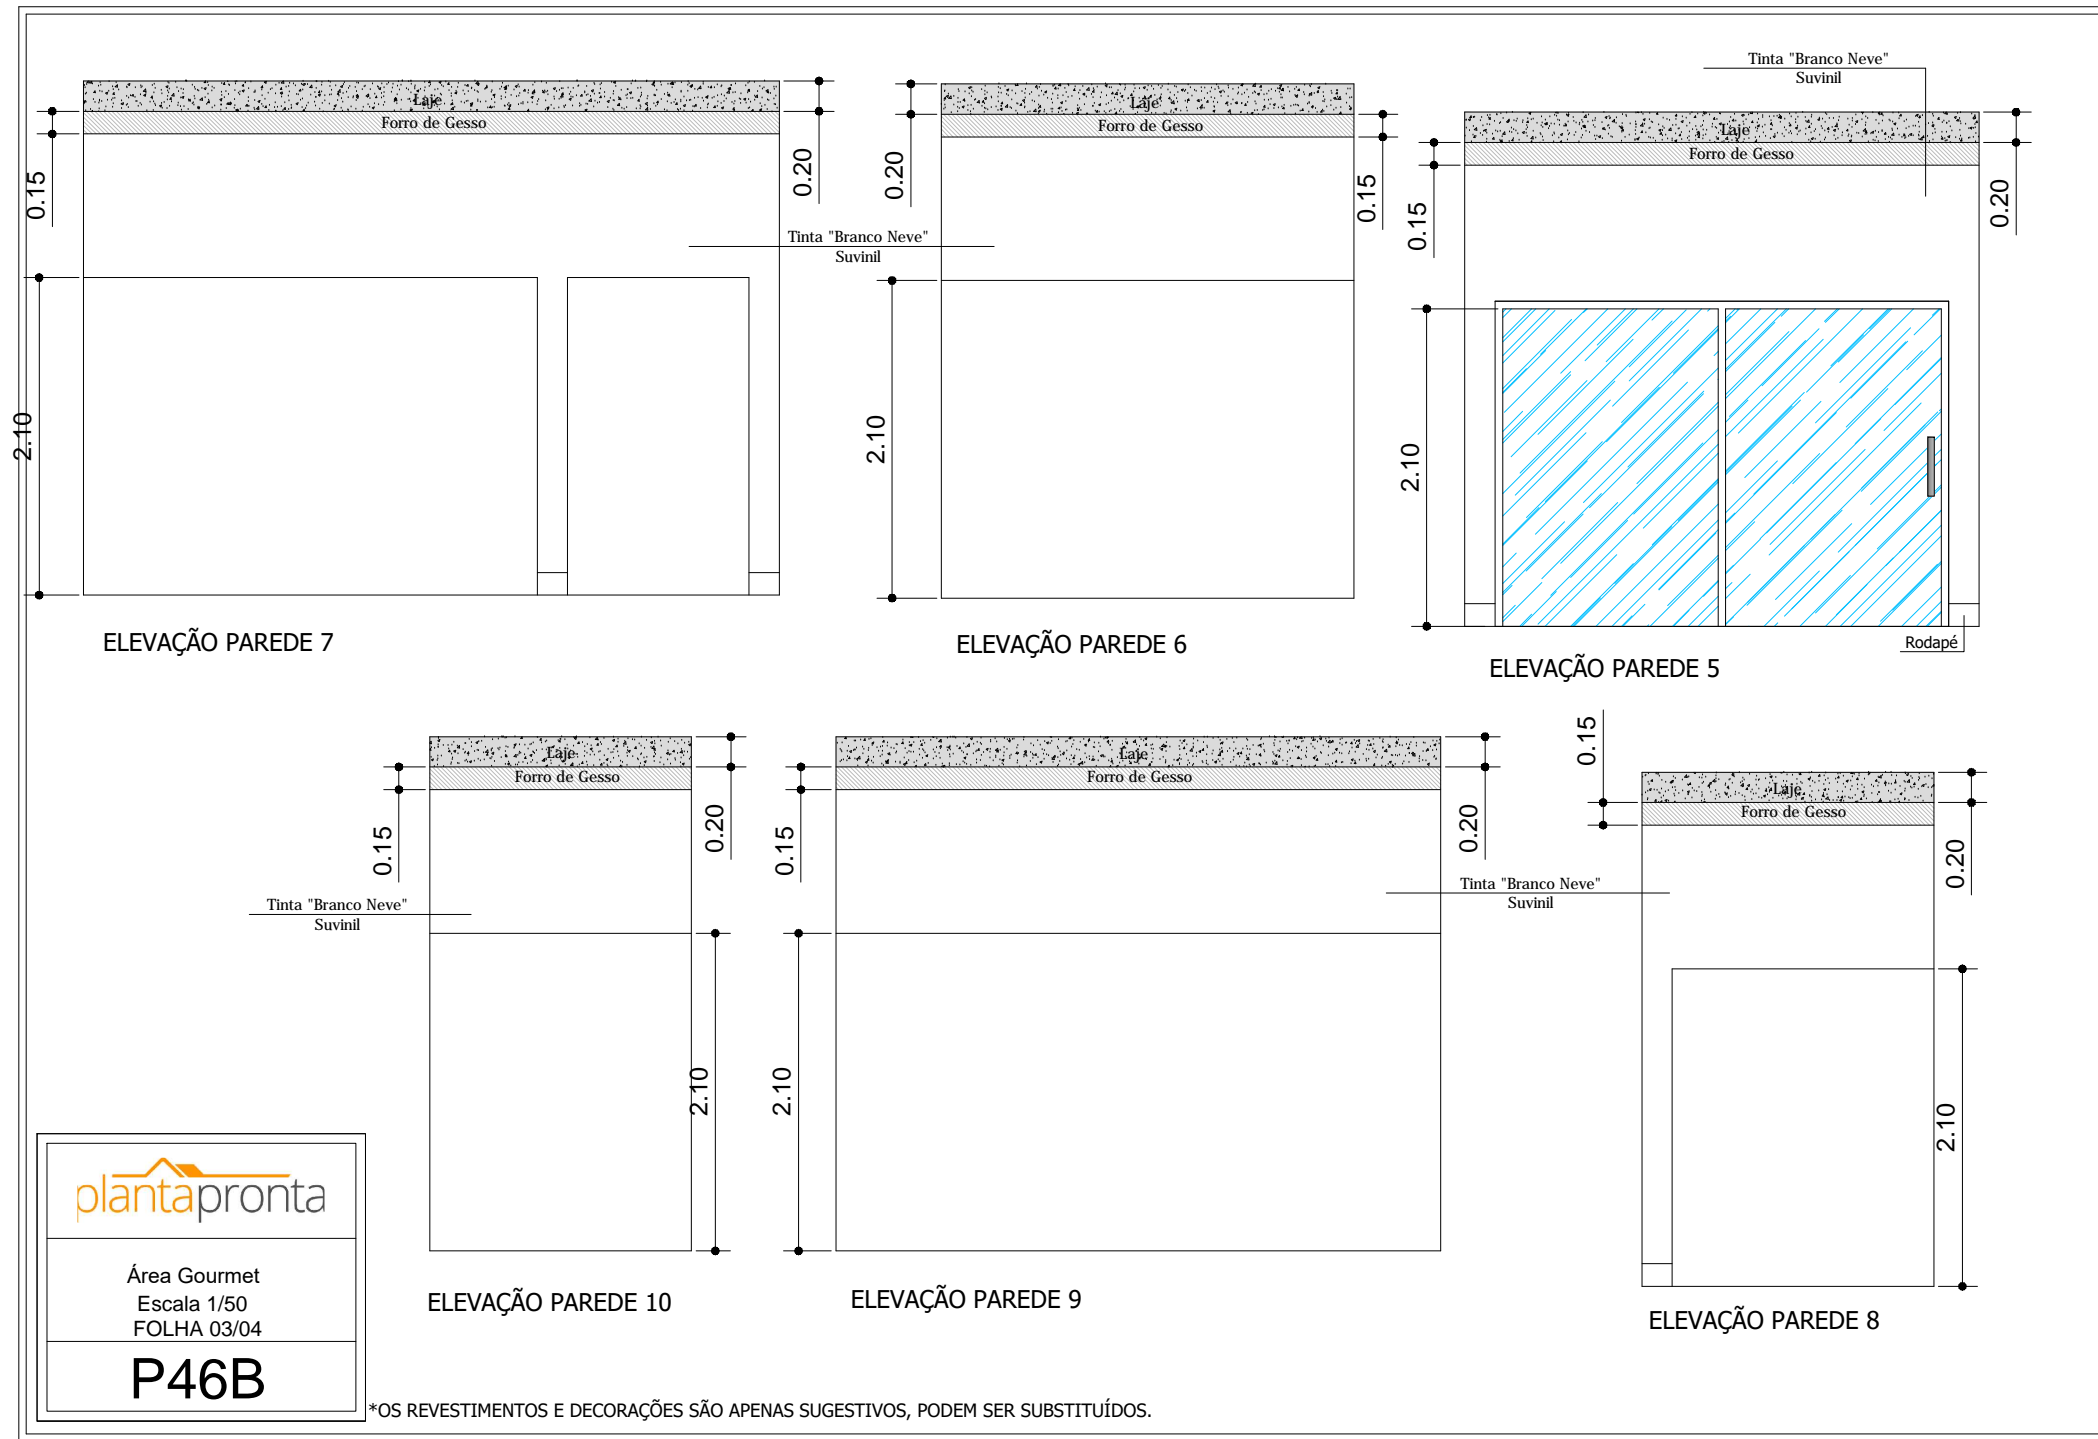 Laje
Forro de Gesso
0.15
0.20
2.10
ELEVAÇÃO PAREDE 7
Tinta "Branco Neve"
Suvinil
Laje
Forro de Gesso
0.20
0.15
2.10
ELEVAÇÃO PAREDE 6
Tinta "Branco Neve"
Suvinil
Laje
Forro de Gesso
0.15
0.20
2.10
Rodapé
ELEVAÇÃO PAREDE 5
Laje
Forro de Gesso
0.15
0.20
Tinta "Branco Neve"
Suvinil
2.10
ELEVAÇÃO PAREDE 10
Laje
Forro de Gesso
0.15
0.20
2.10
ELEVAÇÃO PAREDE 9
Tinta "Branco Neve"
Suvinil
0.15
Laje
Forro de Gesso
0.20
2.10
ELEVAÇÃO PAREDE 8
plantapronta
Área Gourmet
Escala 1/50
FOLHA 03/04
P46B
*OS REVESTIMENTOS E DECORAÇÕES SÃO APENAS SUGESTIVOS, PODEM SER SUBSTITUÍDOS.